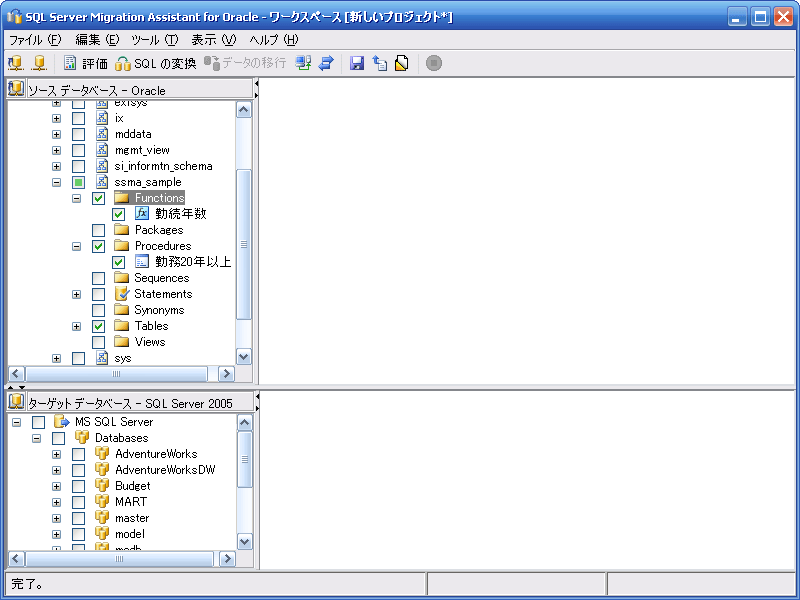 SQL Server Migration Assistant for Oracle - ワークスペース [新しいプロジェクト*]
ファイル (F) 編集 (E) ツール (T) 表示 (V) ヘルプ (H)
評価 SQL の変換 データの移行
ソース データベース - Oracle
exfsys
ix
mddata
mgmt_view
si_informtn_schema
ssma_sample
Functions
勤続年数
Packages
Procedures
勤務20年以上
Sequences
Statements
Synonyms
Tables
Views
sys
ターゲット データベース - SQL Server 2005
MS SQL Server
Databases
AdventureWorks
AdventureWorksDW
Budget
MART
master
model
msdb
完了。